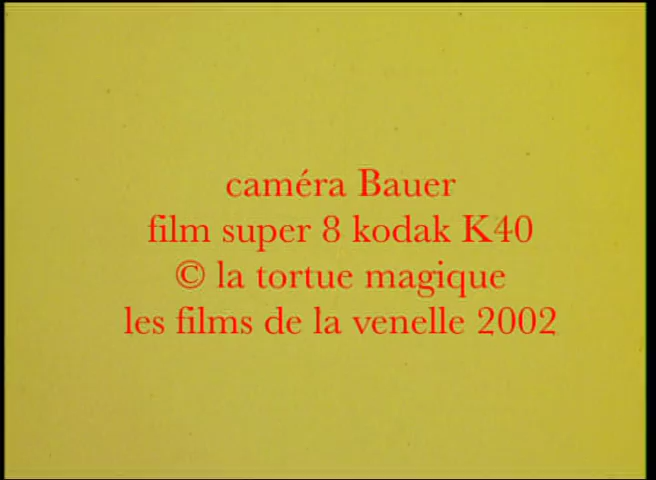 caméra Bauer
film super 8 kodak K40
© la tortue magique
les films de la venelle 2002